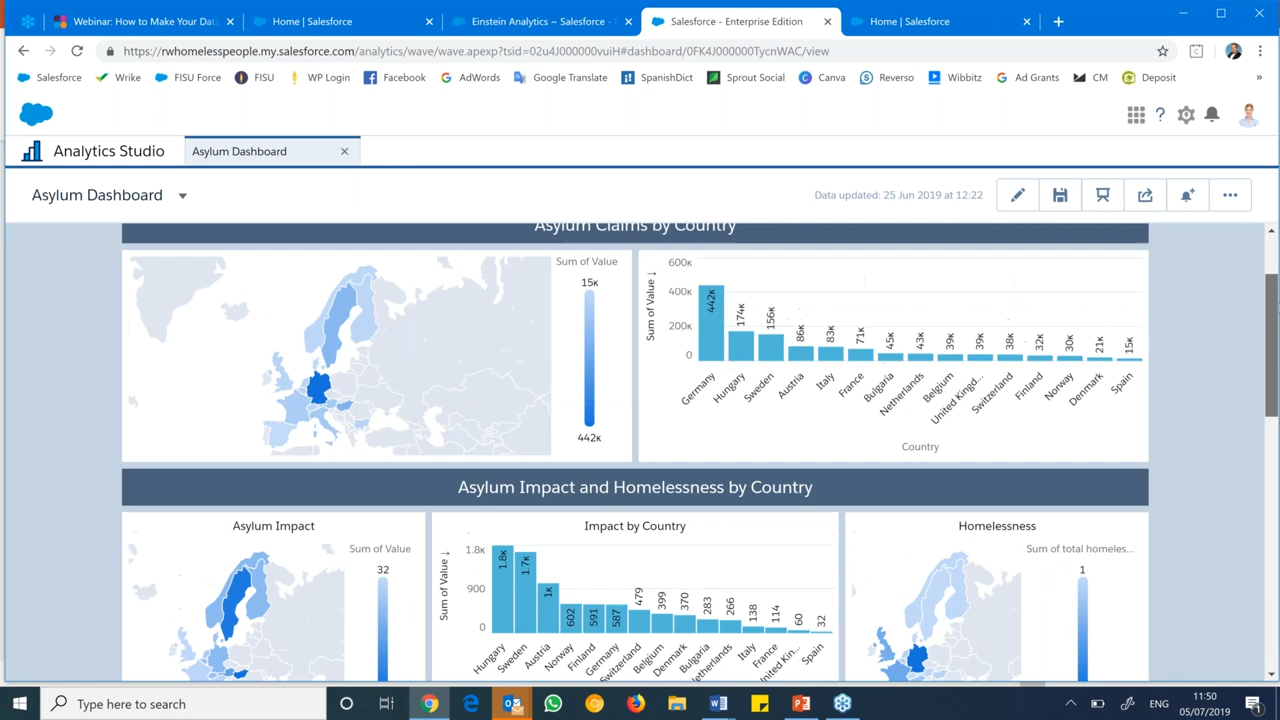 Webinar: How to Make Your Dat
Home | Salesforce
Einstein Analytics ~ Salesforce -
Salesforce - Enterprise Edition
Home | Salesforce
https://rwhomelesspeople.my.salesforce.com/analytics/wave/wave.apexp?tsid=02u4J000000vuiH#dashboard/0FK4J000000TycnWAC/view
Salesforce
Wrike
FISU Force
FISU
WP Login
Facebook
AdWords
Google Translate
SpanishDict
Sprout Social
Canva
Reverso
Wibbitz
Ad Grants
CM
Deposit
Analytics Studio
Asylum Dashboard
Asylum Dashboard
Data updated: 25 Jun 2019 at 12:22
Asylum Claims by Country
Sum of Value
15K
442K
Sum of Value ↓
600K
400K
200K
0
442K
174K
156K
86K
83K
71K
45K
43K
39K
39K
38K
32K
30K
21K
15K
Germany
Hungary
Sweden
Austria
Italy
France
Bulgaria
Netherlands
Belgium
United Kingd...
Switzerland
Finland
Norway
Denmark
Spain
Country
Asylum Impact and Homelessness by Country
Asylum Impact
Sum of Value
32
Impact by Country
Sum of Value ↓
1.8K
900
0
1.8K
1.7K
1K
602
591
587
479
399
370
283
266
138
114
60
32
Hungary
Sweden
Austria
Norway
Finland
Germany
Switzerland
Belgium
Denmark
Bulgaria
Netherlands
Italy
France
United Kin...
Spain
Homelessness
Sum of total homeles...
1
Type here to search
ENG
11:50
05/07/2019
1